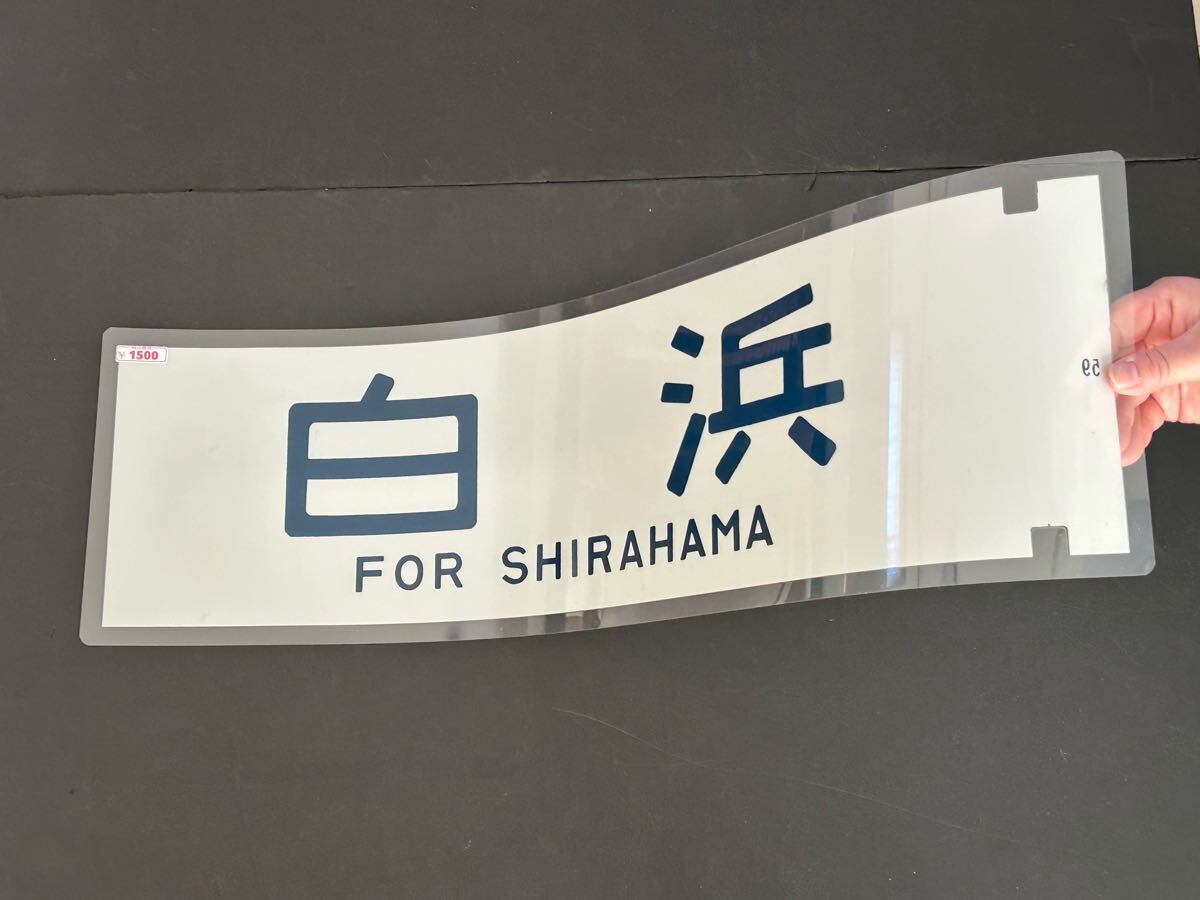 ¥ 1500
白浜
FOR SHIRAHAMA
59